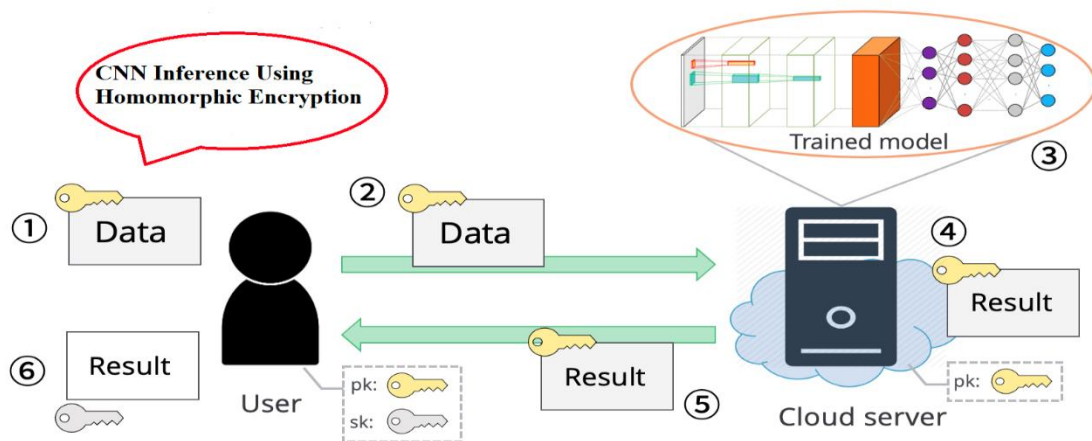 CNN Inference Using
Homomorphic Encryption
Trained model
③
①
Data
②
Data
④
Result
⑥
Result
User
pk:
sk:
Result
⑤
Cloud server
pk: